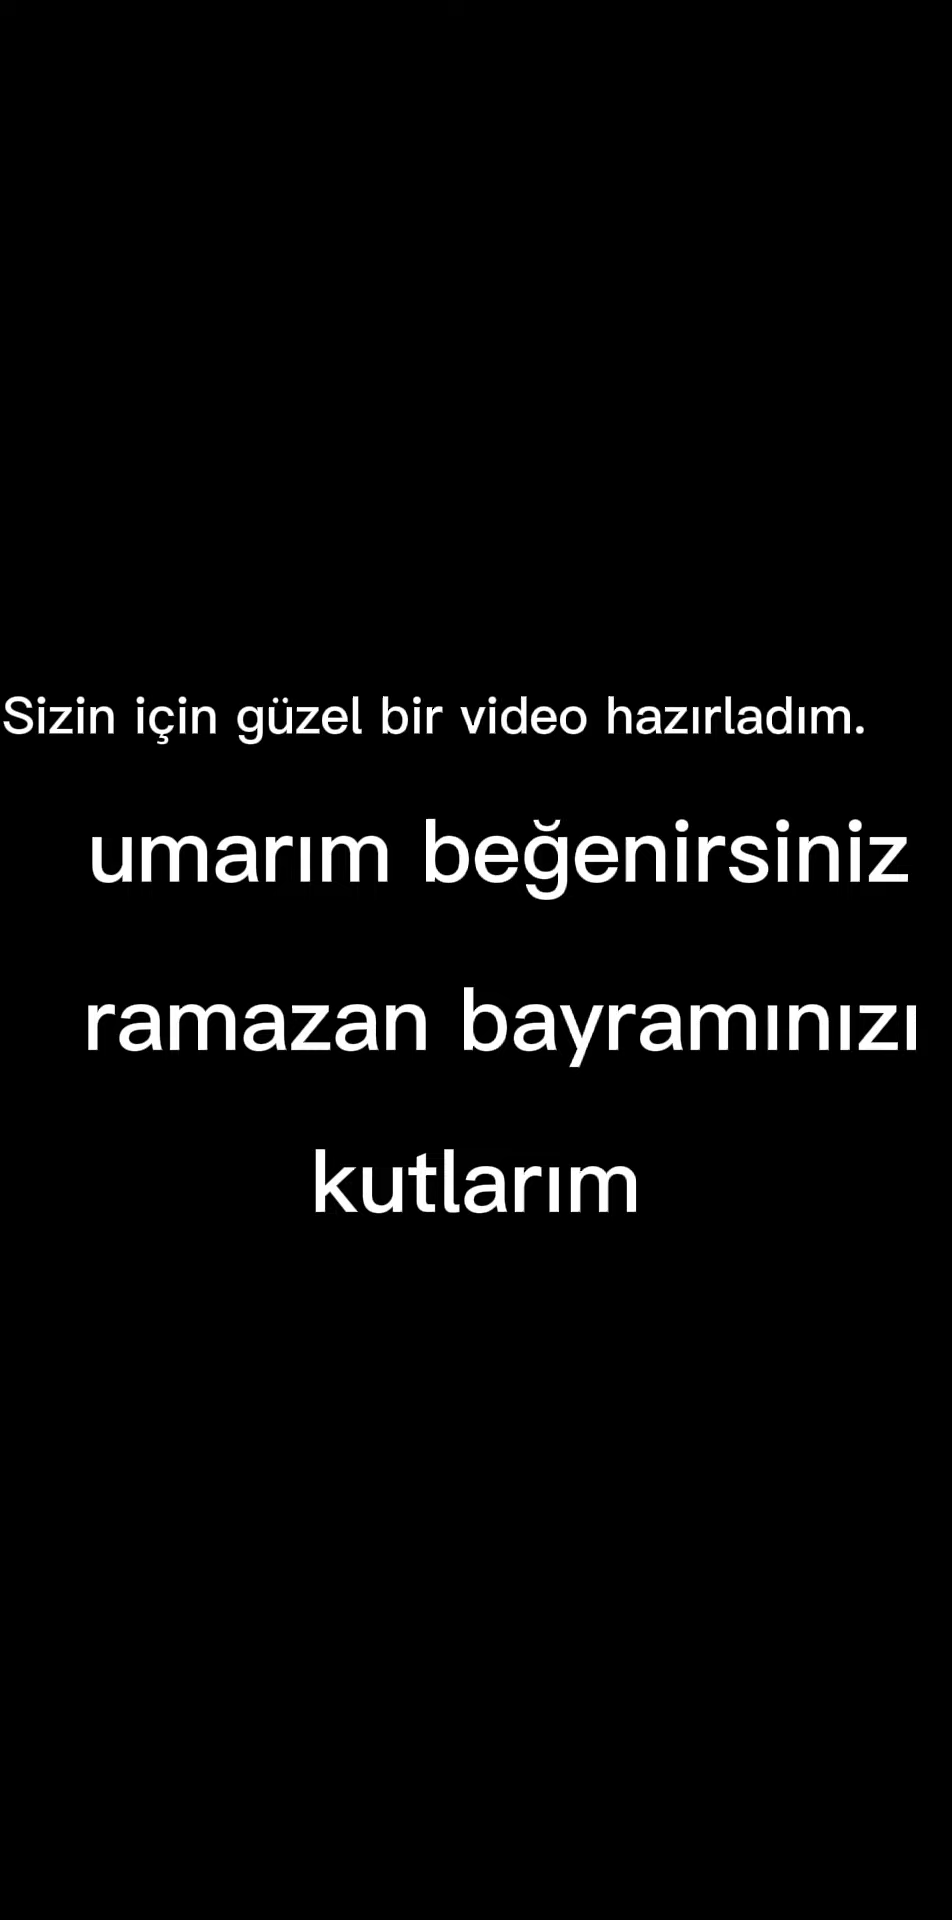 Sizin için güzel bir video hazırladım.
umarım beğenirsiniz
ramazan bayramınızı
kutlarım